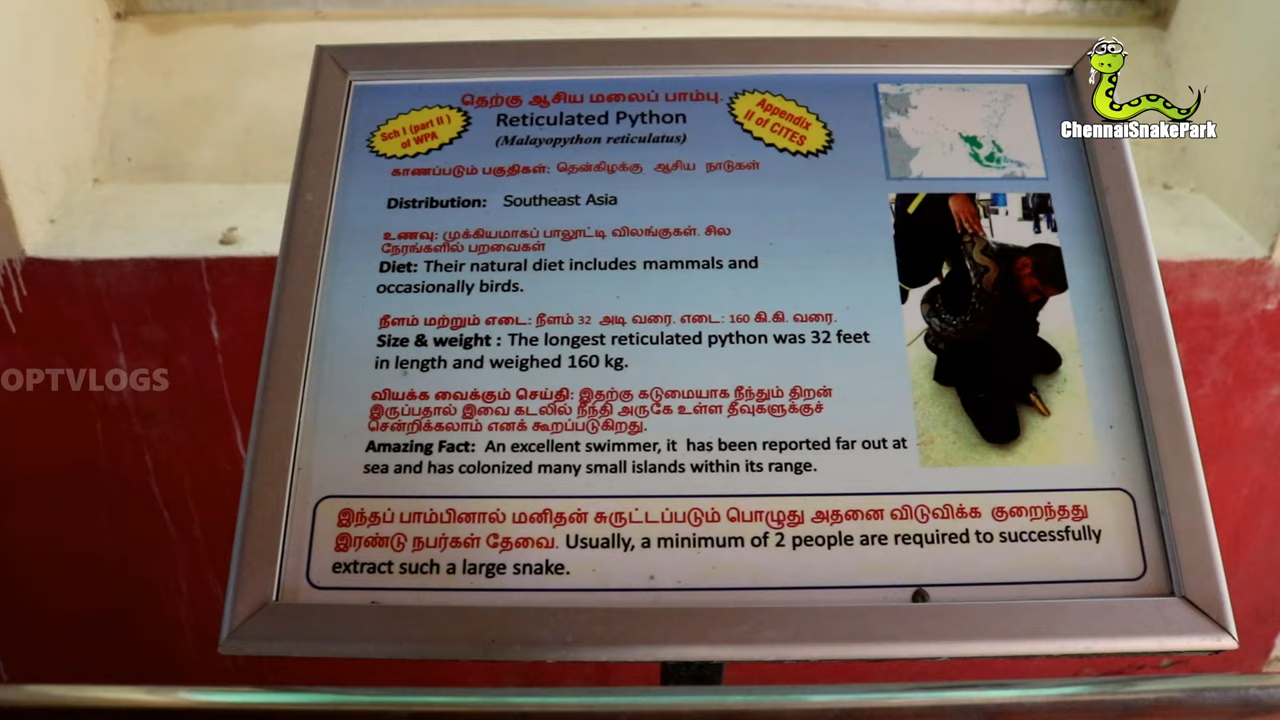 தெற்கு ஆசிய மலைப் பாம்பு.
Sch I (part II )
of WPA
Reticulated Python
(Malayopython reticulatus)
Appendix
II of CITES
ChennaiSnakePark
காணப்படும் பகுதிகள்: தென்கிழக்கு ஆசிய நாடுகள்
Distribution: Southeast Asia
உணவு: முக்கியமாகப் பாலூட்டி விலங்குகள். சில
நேரங்களில் பறவைகள்
Diet: Their natural diet includes mammals and
occasionally birds.
நீளம் மற்றும் எடை: நீளம் 32 அடி வரை. எடை: 160 கி.கி. வரை.
Size & weight : The longest reticulated python was 32 feet
in length and weighed 160 kg.
OPTVLOGS
வியக்க வைக்கும் செய்தி: இதற்கு கடுமையாக நீந்தும் திறன்
இருப்பதால் இவை கடலில் நீந்தி அருகே உள்ள தீவுகளுக்குச்
சென்றிக்கலாம் எனக் கூறப்படுகிறது.
Amazing Fact: An excellent swimmer, it has been reported far out at
sea and has colonized many small islands within its range.
இந்தப் பாம்பினால் மனிதன் சுருட்டப்படும் பொழுது அதனை விடுவிக்க குறைந்தது
இரண்டு நபர்கள் தேவை. Usually, a minimum of 2 people are required to successfully
extract such a large snake.